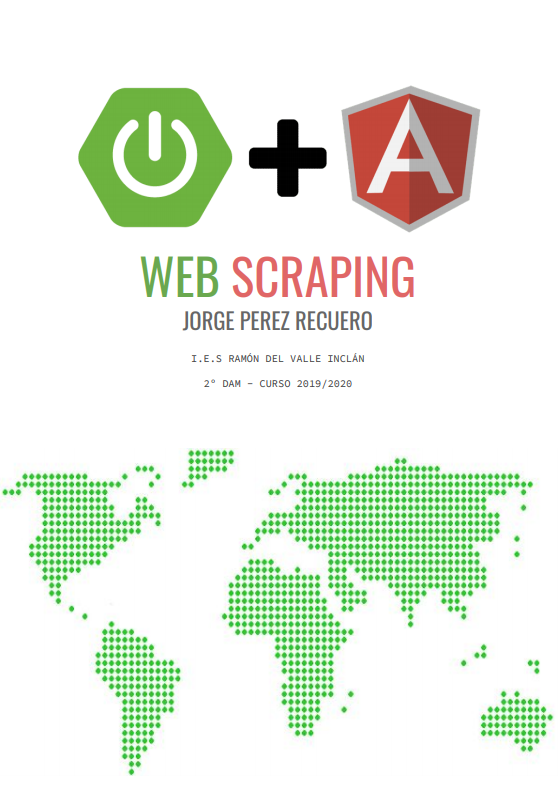 WEB SCRAPING
JORGE PEREZ RECUERO
I.E.S RAMÓN DEL VALLE INCLÁN
2º DAM - CURSO 2019/2020